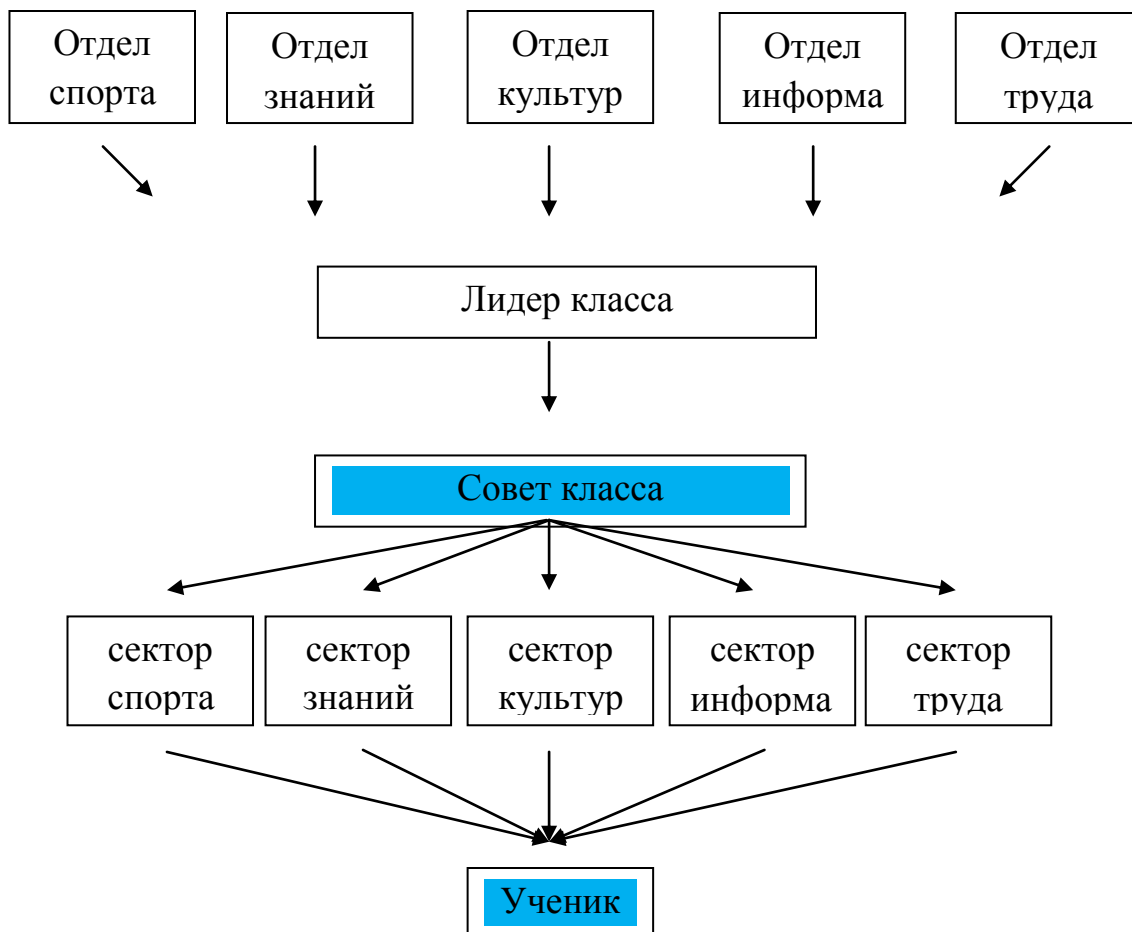 Отдел спорта
Отдел знаний
Отдел культур
Отдел информа
Отдел труда
Лидер класса
Совет класса
сектор спорта
сектор знаний
сектор культур
сектор информа
сектор труда
Ученик